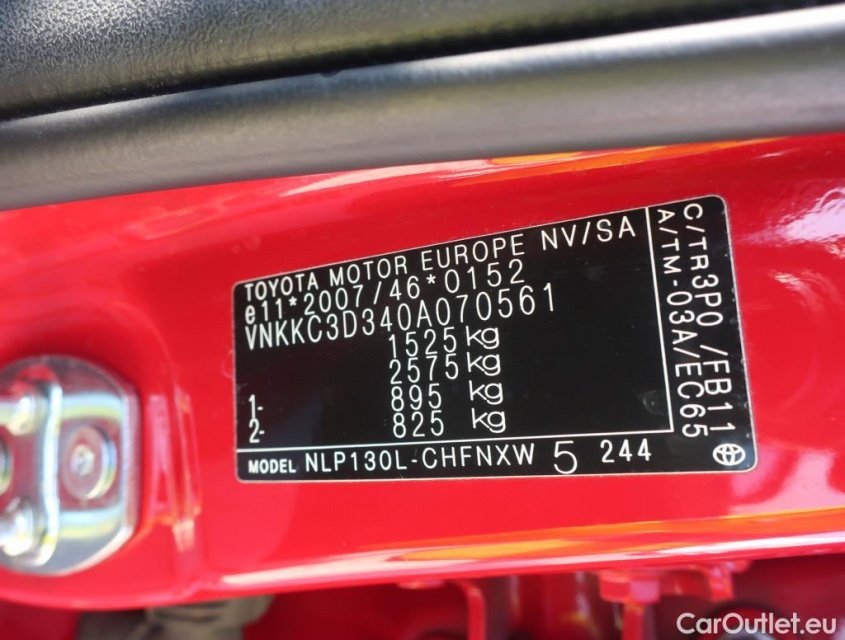 TOYOTA MOTOR EUROPE NV/SA
e11*2007/46*0152
VNKKC3D340A070561
1525 kg
2575 kg
1- 895 kg
2- 825 kg
C/TR3P0 /FB11
A/TM-03A/EC65
MODEL NLP130L-CHFNXW 5 244
CarOutlet.eu